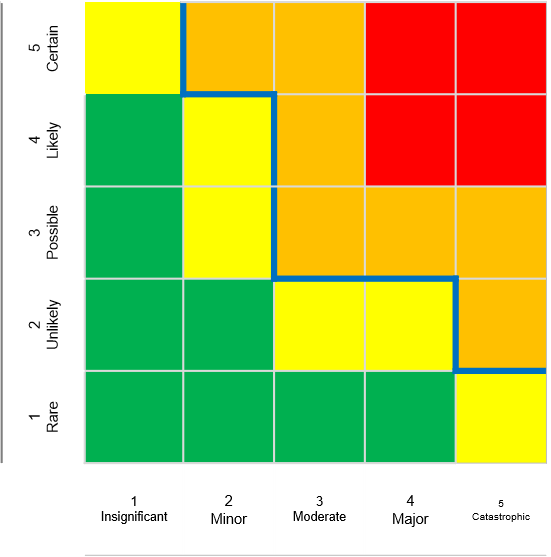 5
Certain
4
Likely
3
Possible
2
Unlikely
1
Rare
1
Insignificant
2
Minor
3
Moderate
4
Major
5
Catastrophic